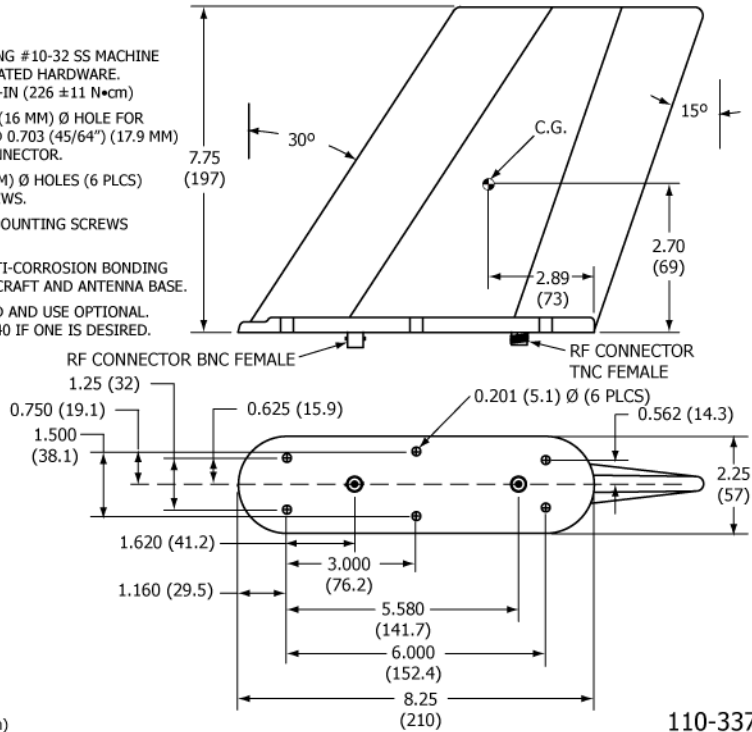 NG #10-32 SS MACHINE
ATED HARDWARE.
-IN (226 ±11 N•cm)
(16 MM) Ø HOLE FOR
0.703 (45/64") (17.9 MM)
NNECTOR.
M) Ø HOLES (6 PLCS)
WS.
OUNTING SCREWS
TI-CORROSION BONDING
CRAFT AND ANTENNA BASE.
D AND USE OPTIONAL.
40 IF ONE IS DESIRED.
7.75
(197)
30º
15º
C.G.
2.70
(69)
2.89
(73)
RF CONNECTOR BNC FEMALE
RF CONNECTOR
TNC FEMALE
1.25 (32)
0.750 (19.1)
0.625 (15.9)
0.201 (5.1) Ø (6 PLCS)
0.562 (14.3)
1.500
(38.1)
2.25
(57)
1.620 (41.2)
3.000
(76.2)
1.160 (29.5)
5.580
(141.7)
6.000
(152.4)
8.25
(210)
110-337